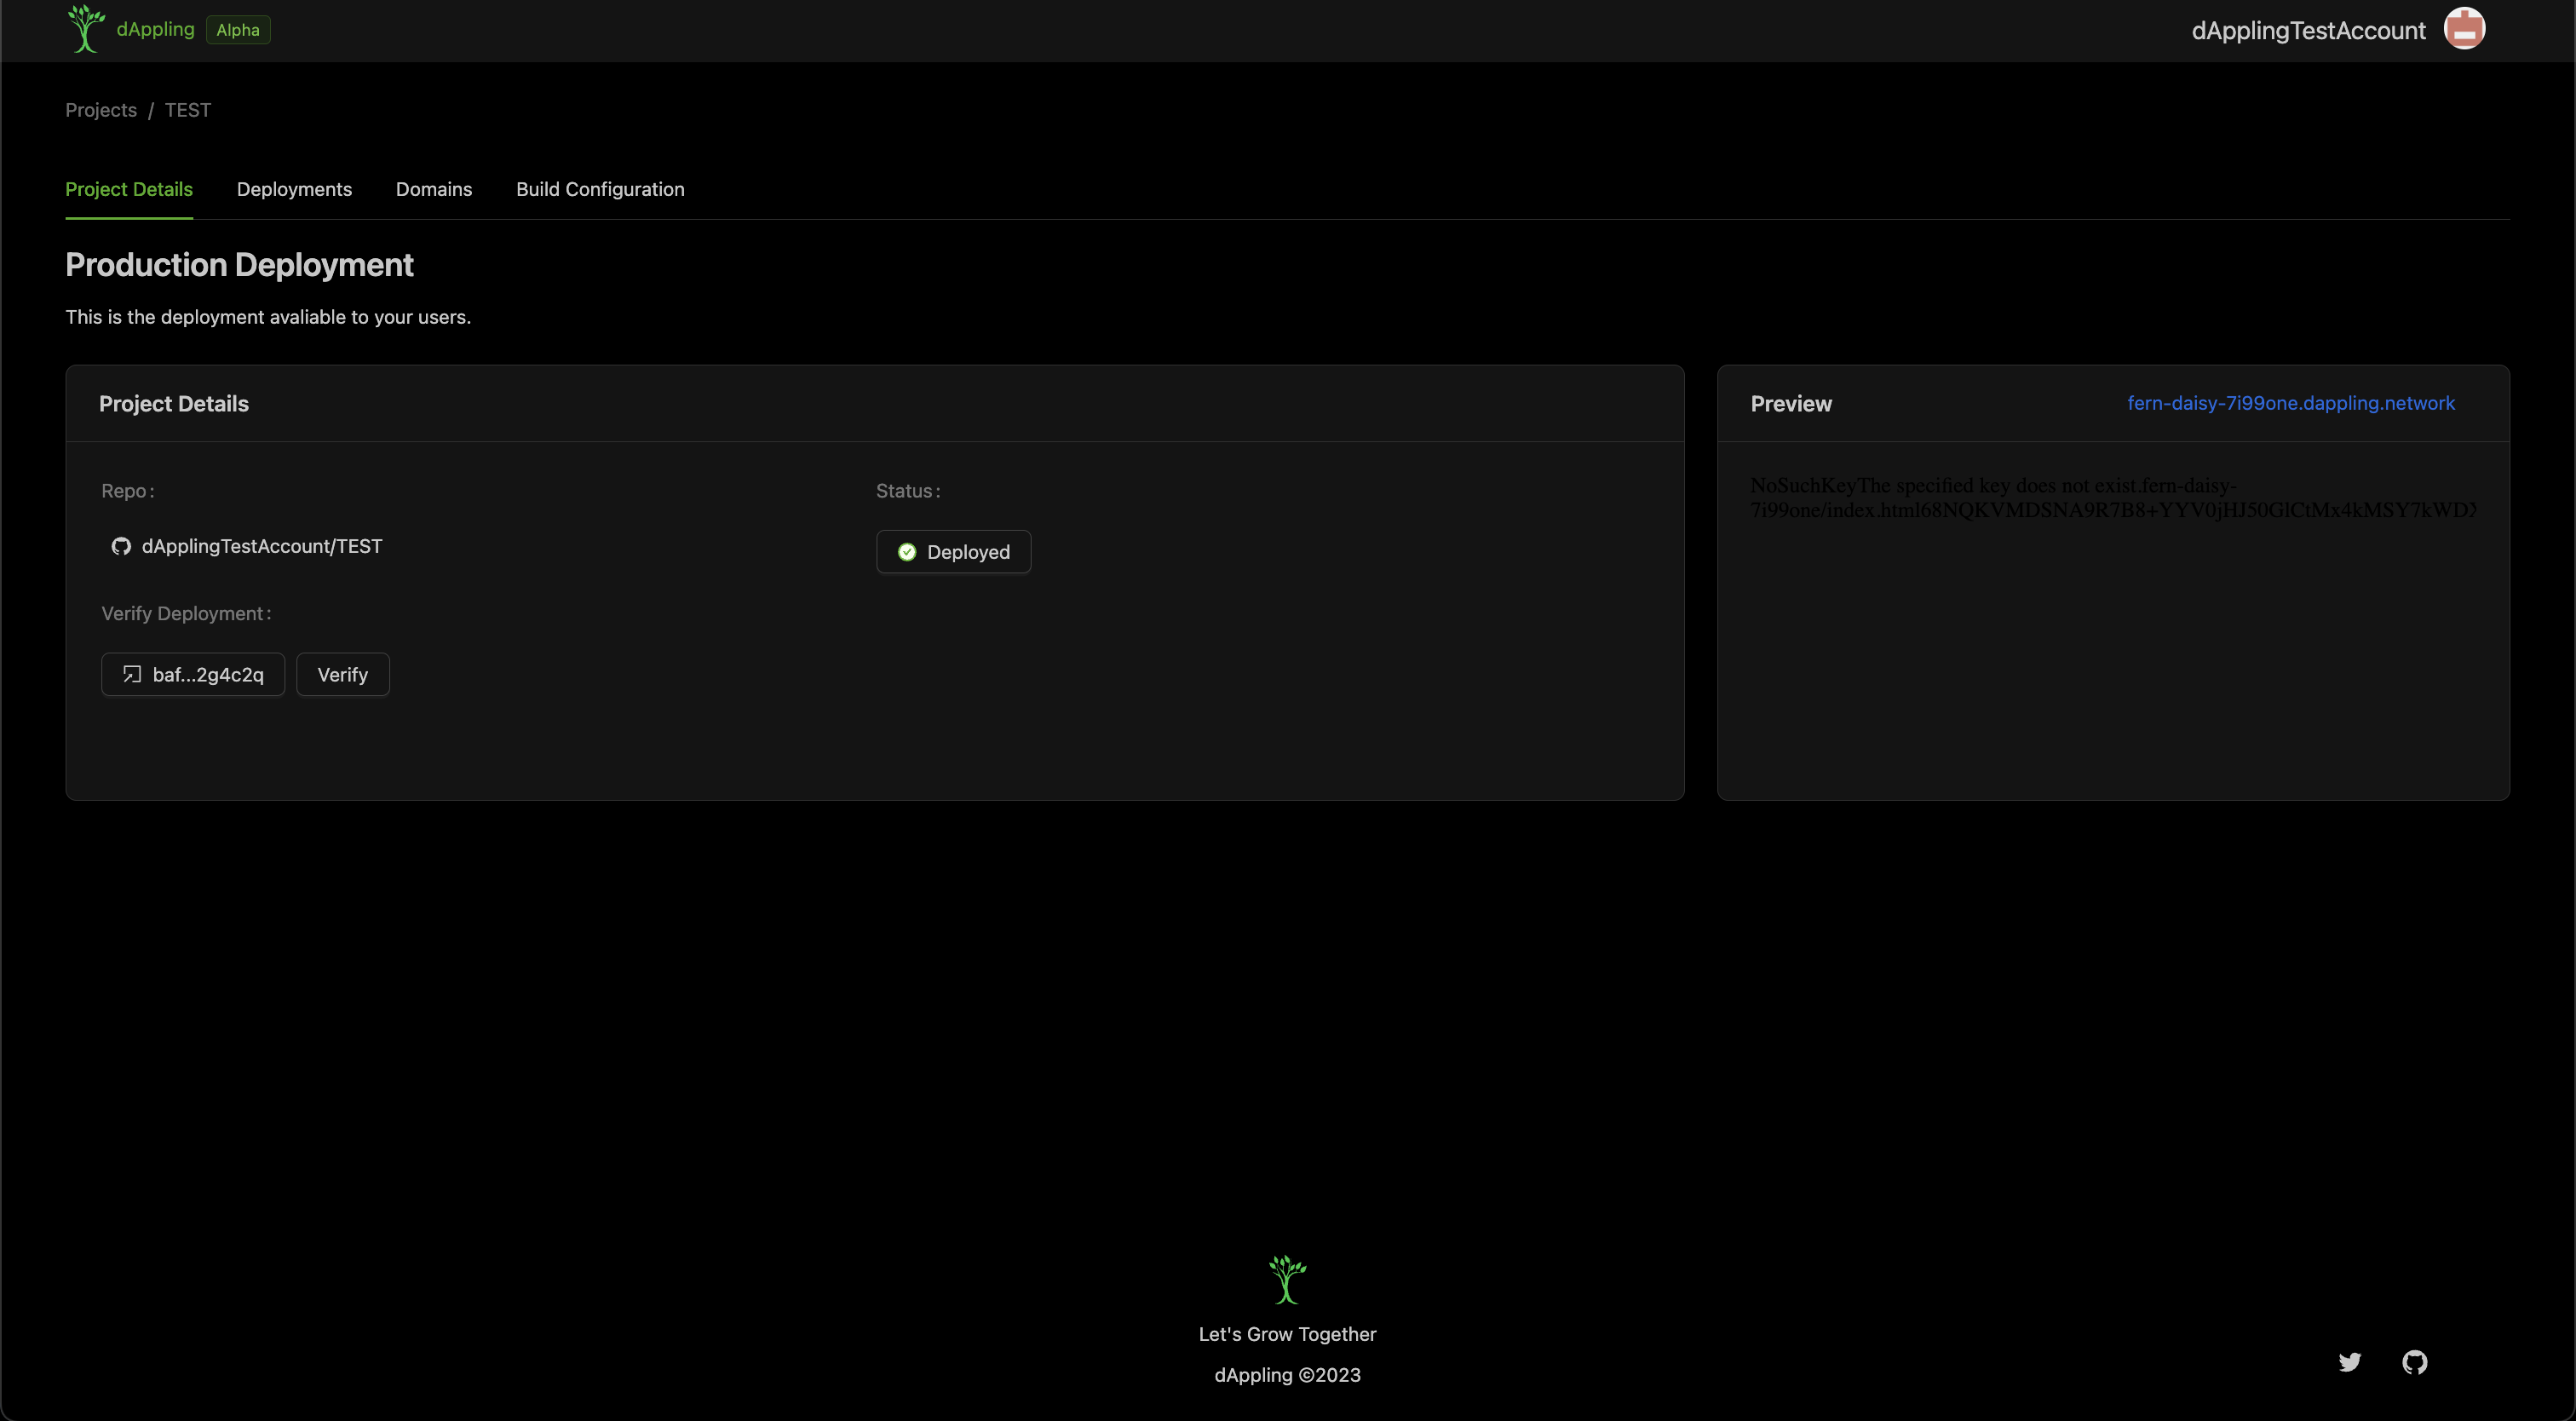 dAppling Alpha
dApplingTestAccount
Projects / TEST
Project Details Deployments Domains Build Configuration
Production Deployment
This is the deployment avaliable to your users.
Project Details
Repo:
dApplingTestAccount/TEST
Status:
Deployed
Verify Deployment:
baf...2g4c2q Verify
Preview fern-daisy-7i99one.dappling.network
NoSuchKeyThe specified key does not exist.fern-daisy-
7i99one/index.html68NQKVMDSNA9R7B8+YYV0jHJ50GlCtMx4kMSY7kWDX
Let's Grow Together
dAppling ©2023